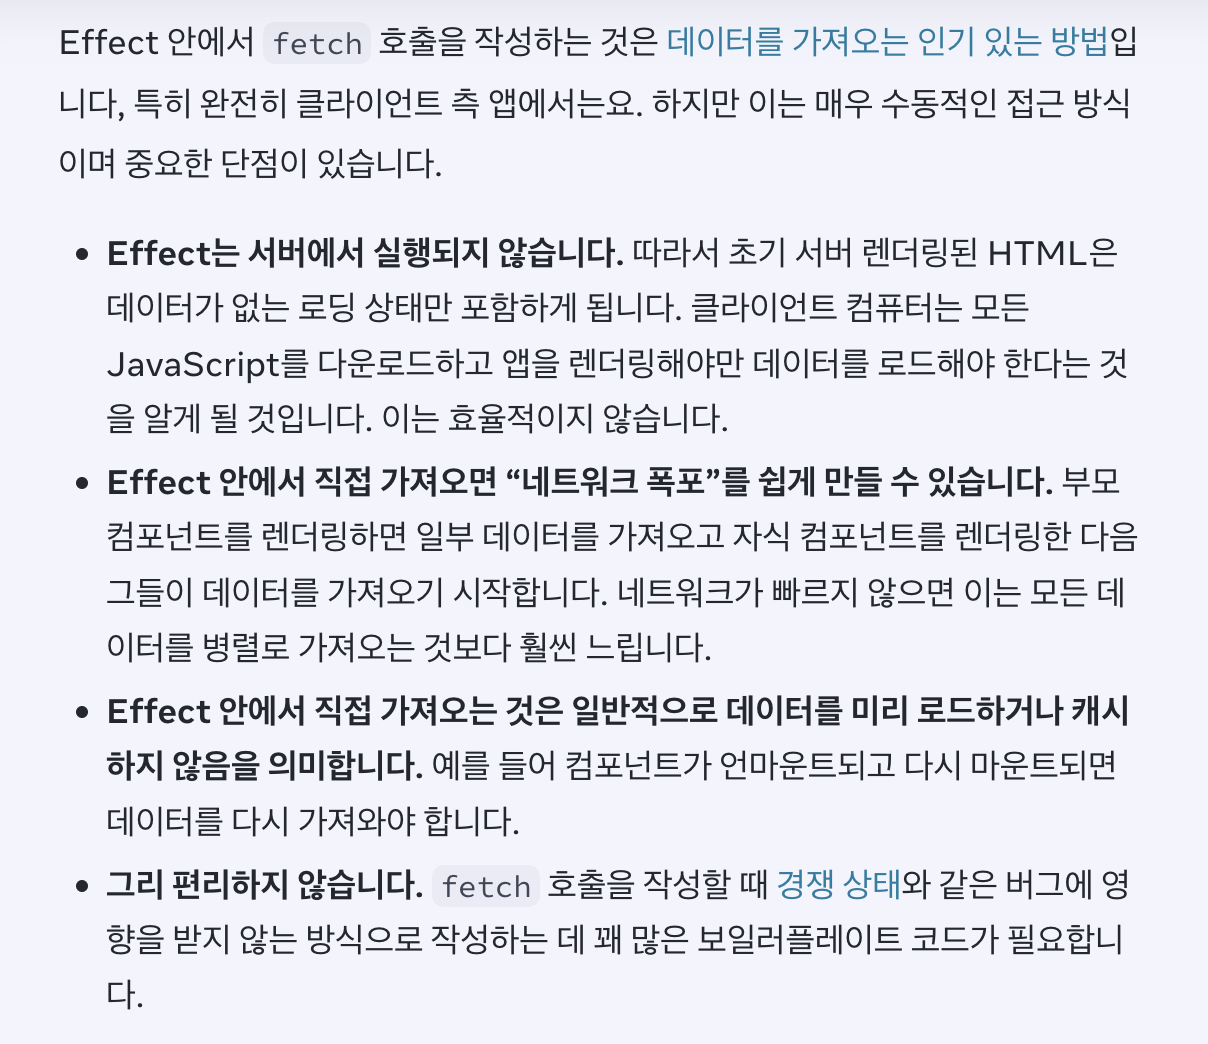 Effect 안에서 fetch 호출을 작성하는 것은 데이터를 가져오는 인기 있는 방법입
니다, 특히 완전히 클라이언트 측 앱에서는요. 하지만 이는 매우 수동적인 접근 방식
이며 중요한 단점이 있습니다.
• Effect는 서버에서 실행되지 않습니다. 따라서 초기 서버 렌더링된 HTML은
데이터가 없는 로딩 상태만 포함하게 됩니다. 클라이언트 컴퓨터는 모든
JavaScript를 다운로드하고 앱을 렌더링해야만 데이터를 로드해야 한다는 것
을 알게 될 것입니다. 이는 효율적이지 않습니다.
• Effect 안에서 직접 가져오면 “네트워크 폭포”를 쉽게 만들 수 있습니다. 부모
컴포넌트를 렌더링하면 일부 데이터를 가져오고 자식 컴포넌트를 렌더링한 다음
그들이 데이터를 가져오기 시작합니다. 네트워크가 빠르지 않으면 이는 모든 데
이터를 병렬로 가져오는 것보다 훨씬 느립니다.
• Effect 안에서 직접 가져오는 것은 일반적으로 데이터를 미리 로드하거나 캐시
하지 않음을 의미합니다. 예를 들어 컴포넌트가 언마운트되고 다시 마운트되면
데이터를 다시 가져와야 합니다.
• 그리 편리하지 않습니다. fetch 호출을 작성할 때 경쟁 상태와 같은 버그에 영
향을 받지 않는 방식으로 작성하는 데 꽤 많은 보일러플레이트 코드가 필요합니
다.